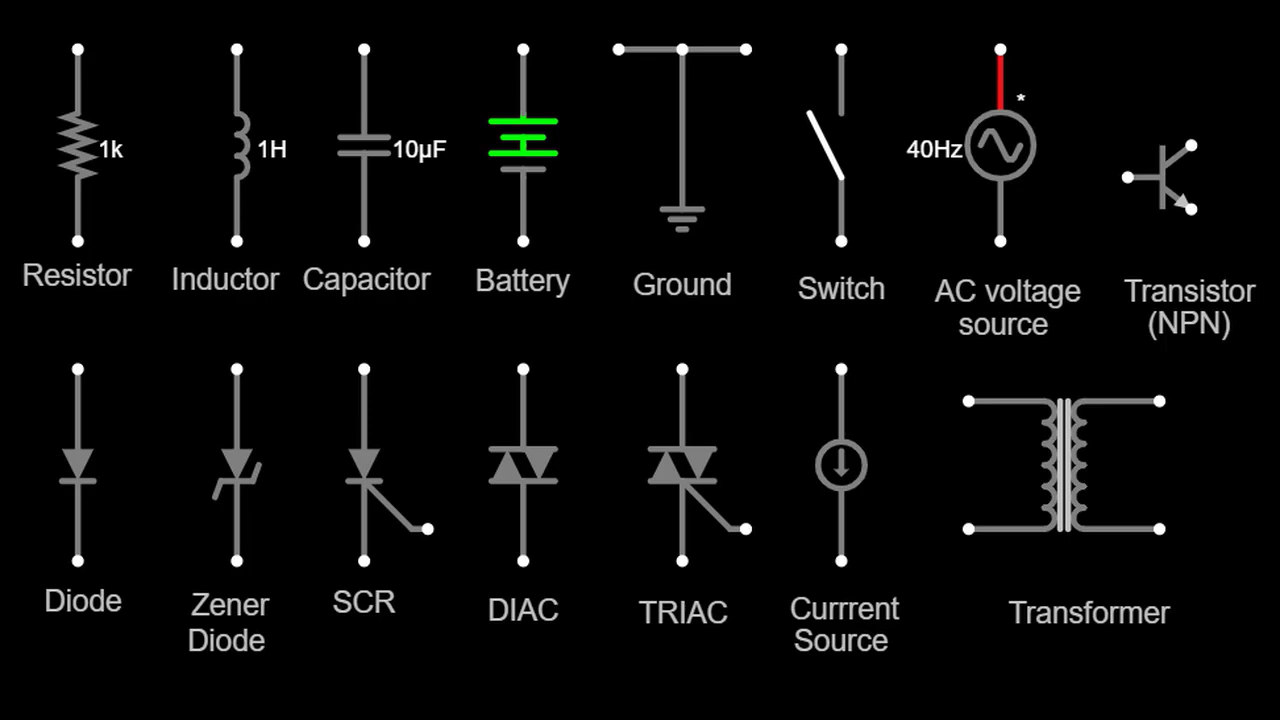 1k
1H
10µF
40Hz
*
Resistor
Inductor
Capacitor
Battery
Ground
Switch
AC voltage
source
Transistor
(NPN)
Diode
Zener
Diode
SCR
DIAC
TRIAC
Currrent
Source
Transformer